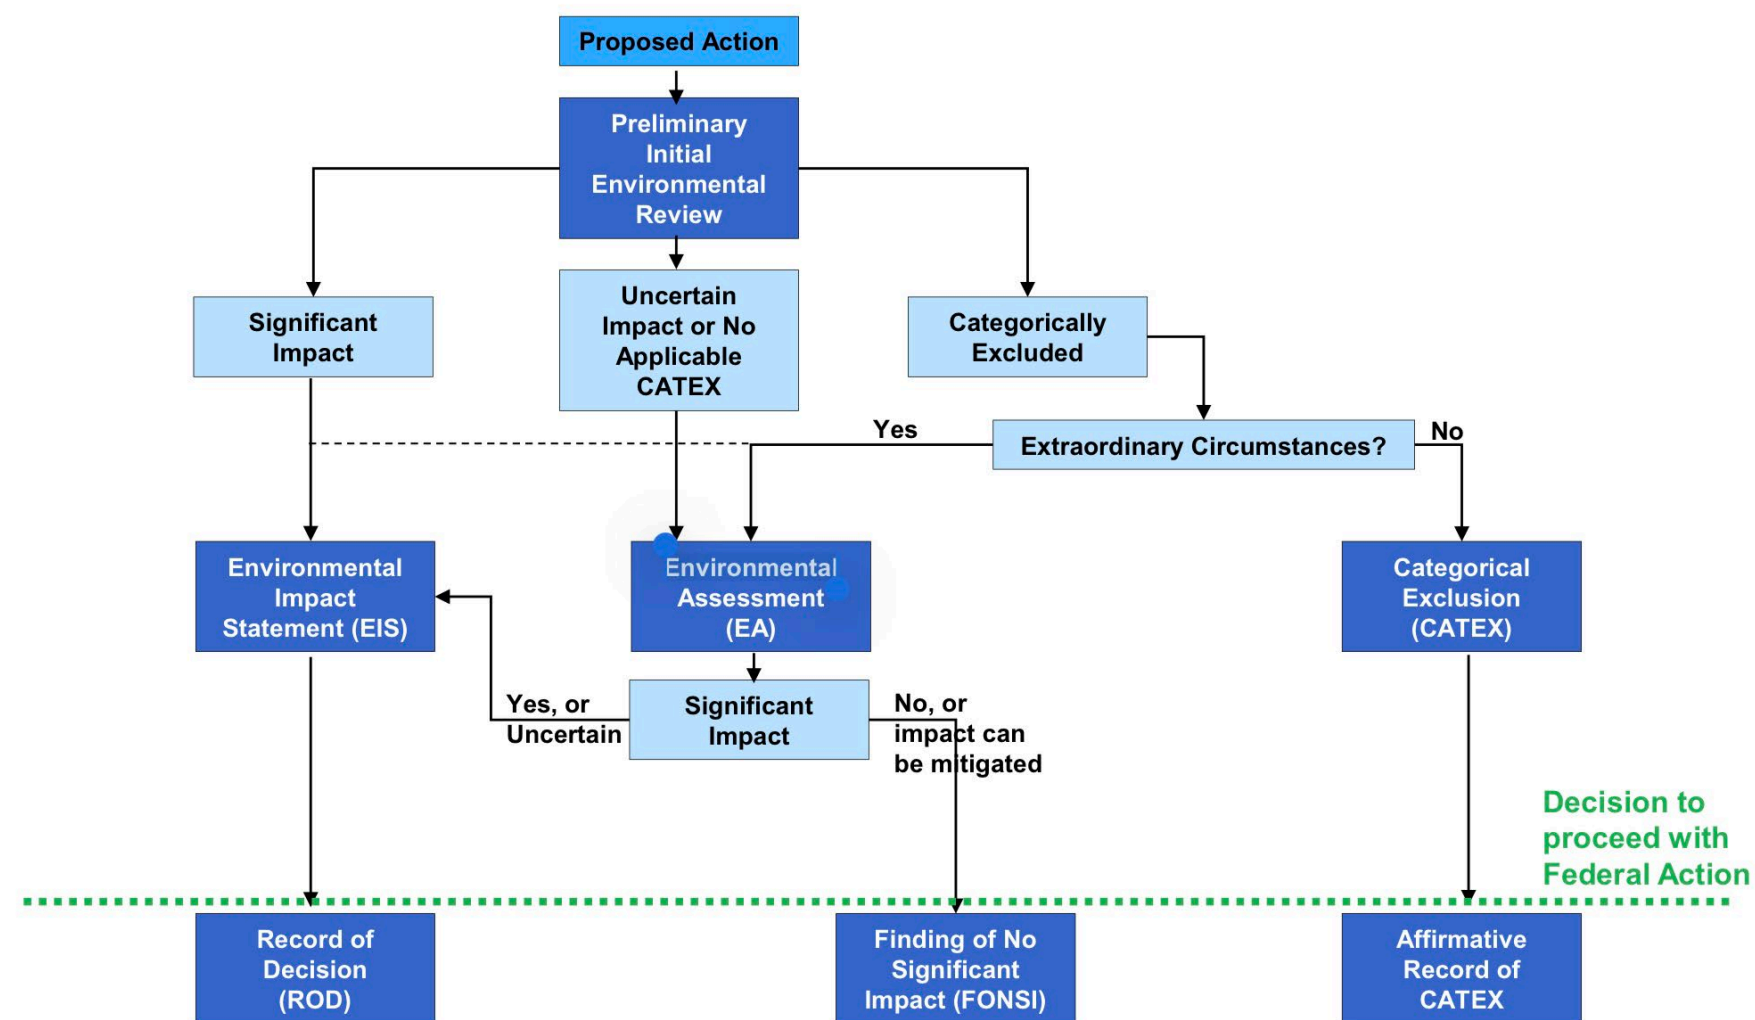 Proposed Action
Preliminary
Initial
Environmental
Review
Significant
Impact
Uncertain
Impact or No
Applicable
CATEX
Categorically
Excluded
Yes
Extraordinary Circumstances?
No
Environmental
Impact
Statement (EIS)
Environmental
Assessment
(EA)
Categorical
Exclusion
(CATEX)
Yes, or
Uncertain
Significant
Impact
No, or
impact can
be mitigated
Decision to
proceed with
Federal Action
Record of
Decision
(ROD)
Finding of No
Significant
Impact (FONSI)
Affirmative
Record of
CATEX